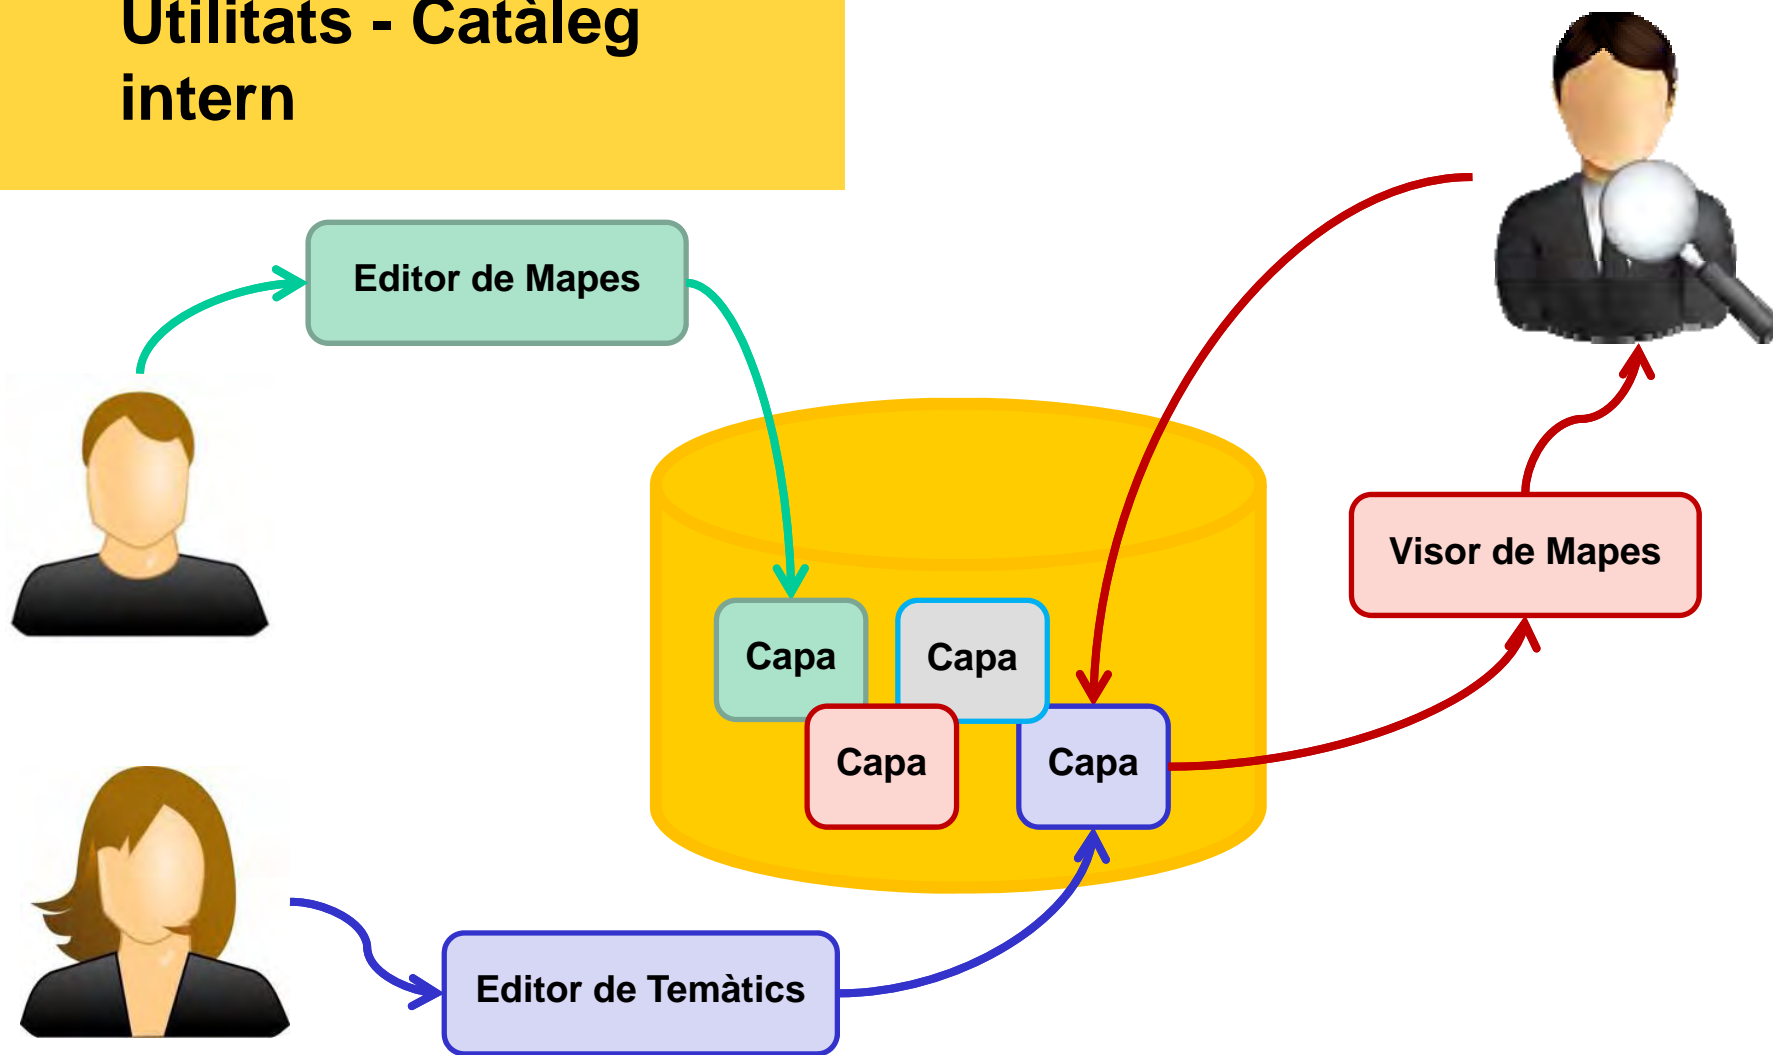 Utilitats - Catàleg
intern
Editor de Mapes
Visor de Mapes
Capa
Capa
Capa
Capa
Editor de Temàtics